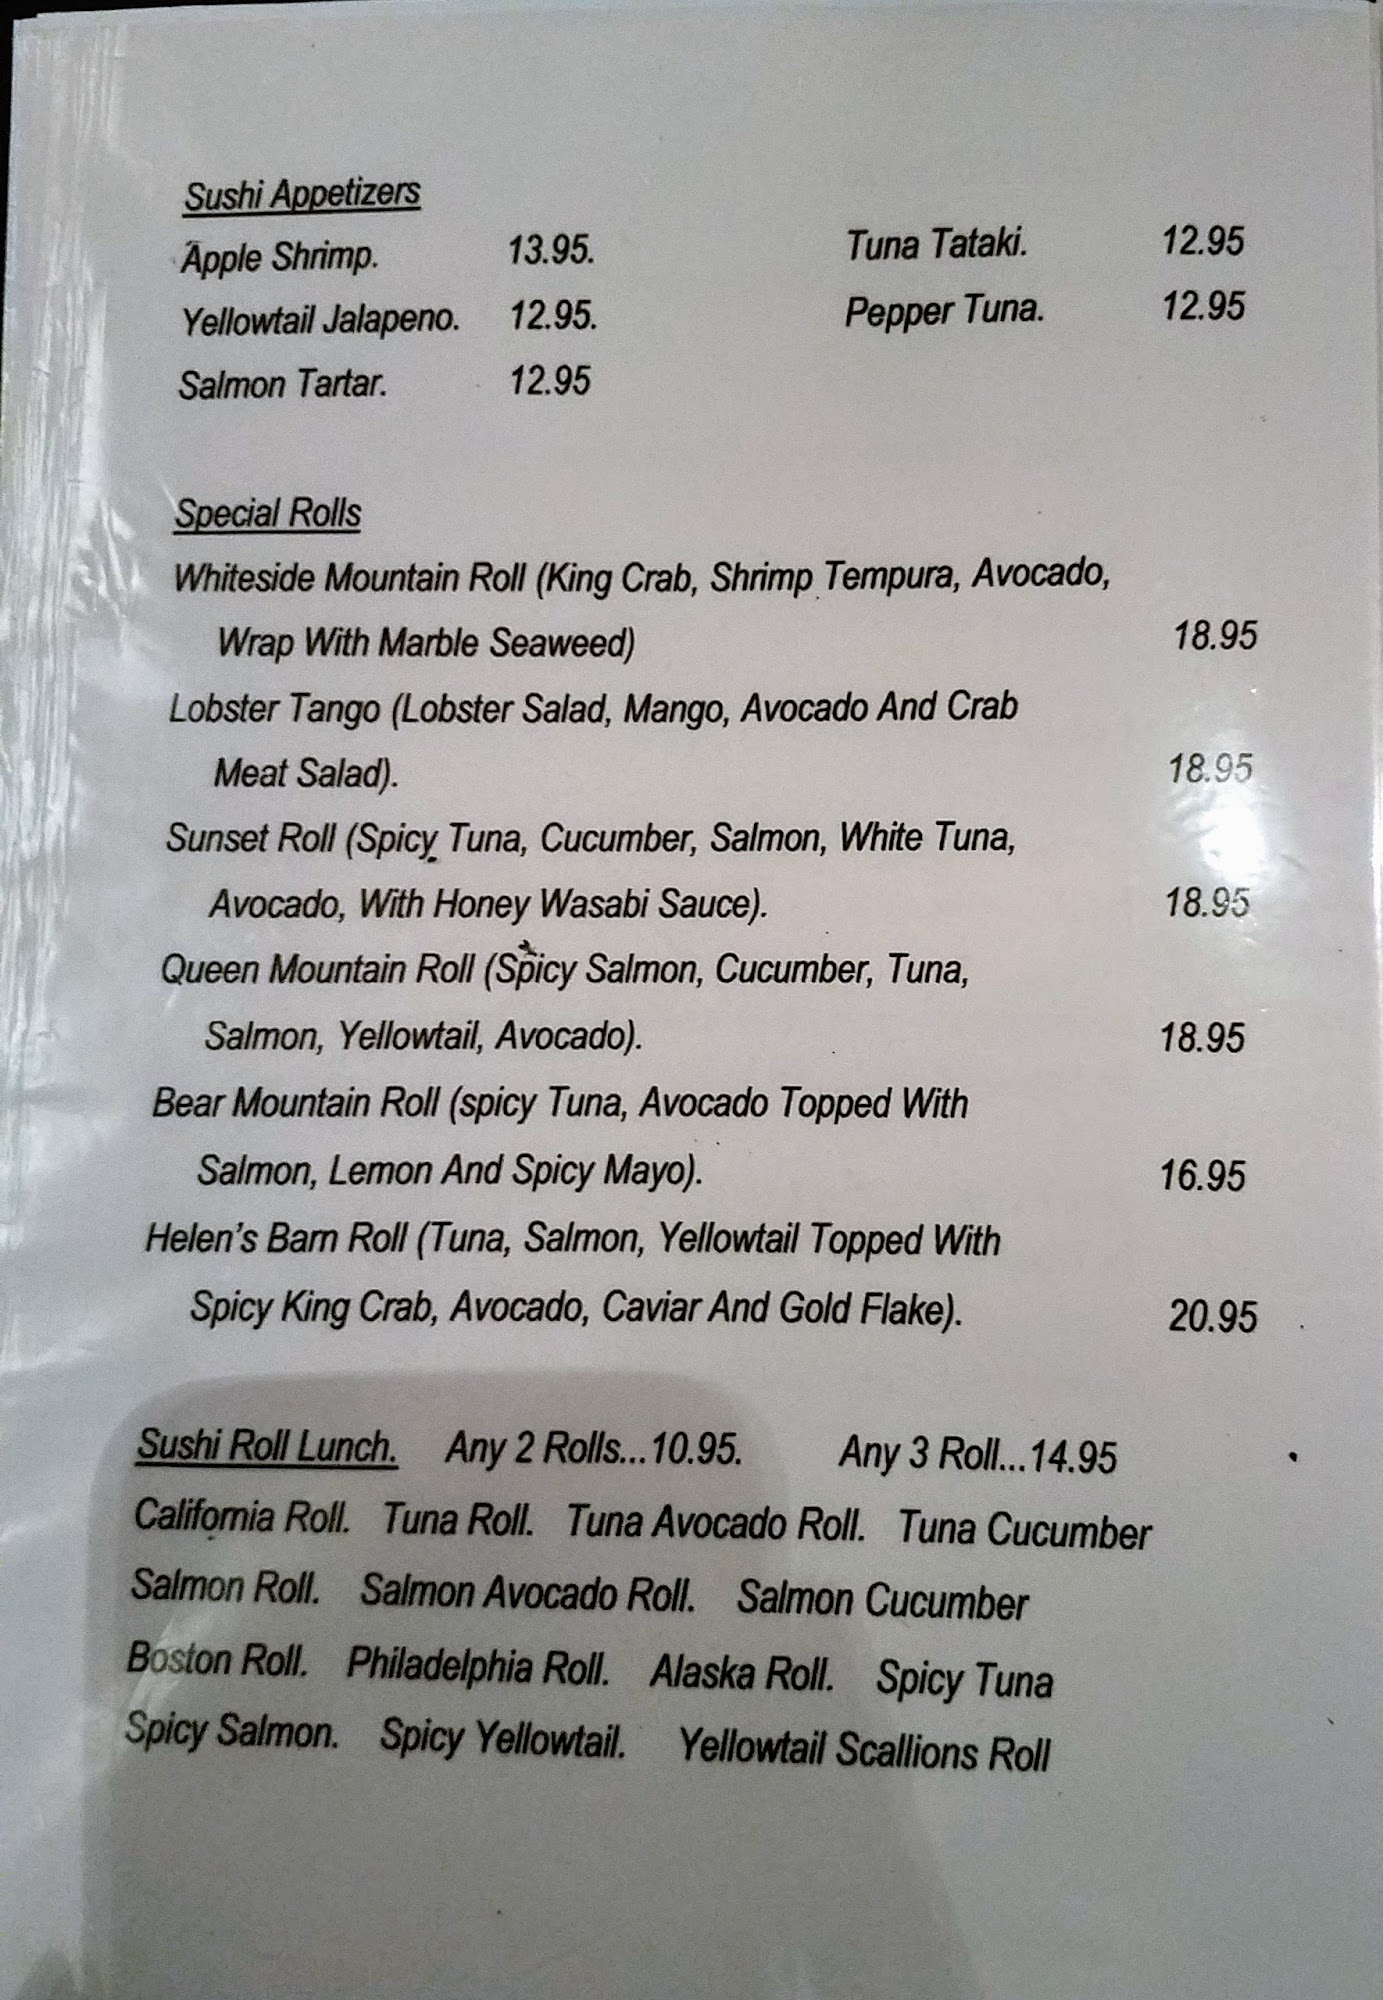 Sushi Appetizers
Apple Shrimp. 13.95. Tuna Tataki. 12.95
Yellowtail Jalapeno. 12.95. Pepper Tuna. 12.95
Salmon Tartar. 12.95
Special Rolls
Whiteside Mountain Roll (King Crab, Shrimp Tempura, Avocado,
Wrap With Marble Seaweed) 18.95
Lobster Tango (Lobster Salad, Mango, Avocado And Crab
Meat Salad). 18.95
Sunset Roll (Spicy Tuna, Cucumber, Salmon, White Tuna,
Avocado, With Honey Wasabi Sauce). 18.95
Queen Mountain Roll (Spicy Salmon, Cucumber, Tuna,
Salmon, Yellowtail, Avocado). 18.95
Bear Mountain Roll (spicy Tuna, Avocado Topped With
Salmon, Lemon And Spicy Mayo). 16.95
Helen's Barn Roll (Tuna, Salmon, Yellowtail Topped With
Spicy King Crab, Avocado, Caviar And Gold Flake). 20.95
Sushi Roll Lunch. Any 2 Rolls...10.95. Any 3 Roll...14.95
California Roll. Tuna Roll. Tuna Avocado Roll. Tuna Cucumber
Salmon Roll. Salmon Avocado Roll. Salmon Cucumber
Boston Roll. Philadelphia Roll. Alaska Roll. Spicy Tuna
Spicy Salmon. Spicy Yellowtail. Yellowtail Scallions Roll